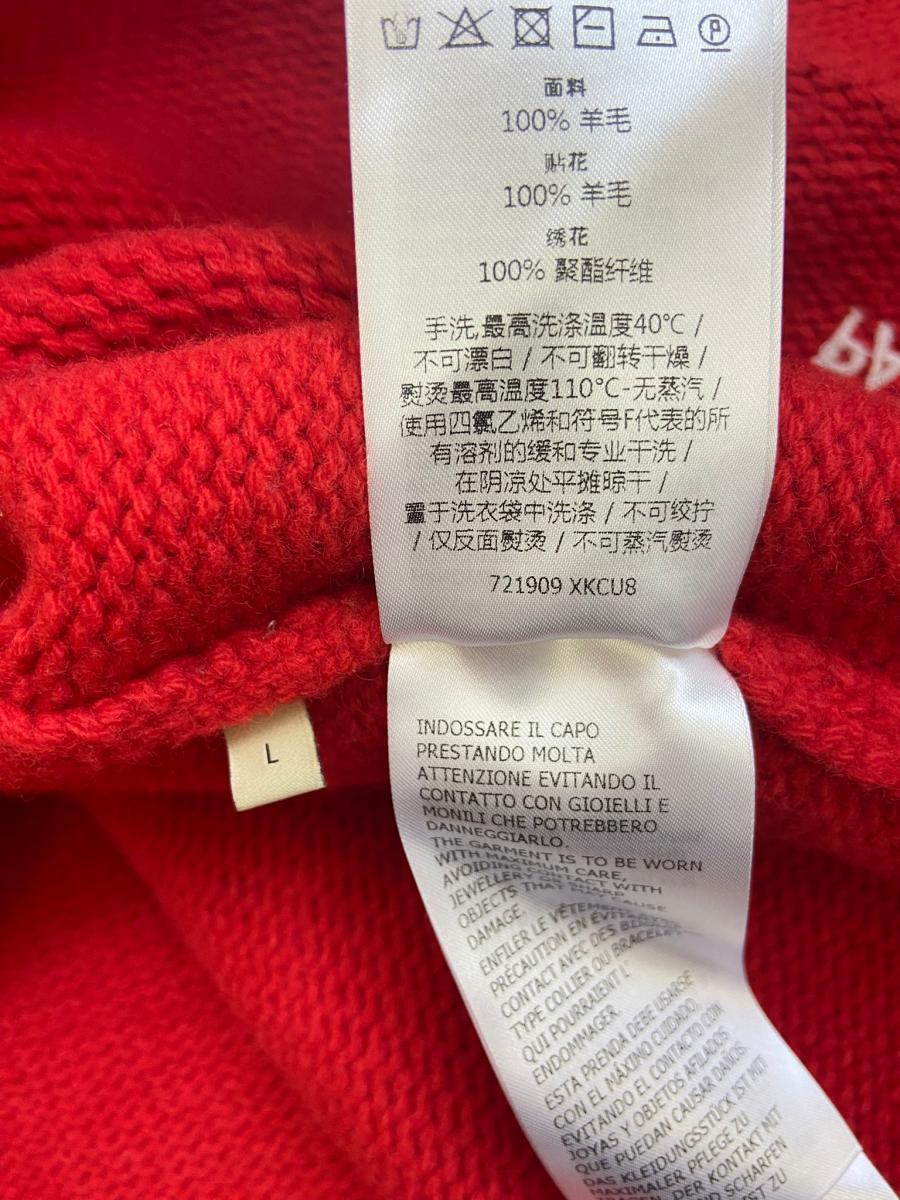 面料
100% 羊毛
贴花
100% 羊毛
绣花
100% 聚酯纤维
手洗,最高洗涤温度40°C /
不可漂白 / 不可翻转干燥 /
熨烫最高温度110°C-无蒸汽 /
使用四氯乙烯和符号F代表的所
有溶剂的缓和专业干洗 /
在阴凉处平摊晾干 /
置于洗衣袋中洗涤 / 不可绞拧
/ 仅反面熨烫 / 不可蒸汽熨烫
721909 XKCU8
L
INDOSSARE IL CAPO
PRESTANDO MOLTA
ATTENZIONE EVITANDO IL
CONTATTO CON GIOIELLI E
MONILI CHE POTREBBERO
DANNEGGIARLO.
THE GARMENT IS TO BE WORN
WITH MAXIMUM CARE,
AVOIDING CONTACT WITH
JEWELLERY OR SHARP
OBJECTS THAT CAUSE
DAMAGE.
ENFILER LE VÊTEMENT
PRÉCAUTION EN ÉVITANT
CONTACT AVEC DES
TYPE COLLIER OU BRACELET
QUI POURRAIENT L'
ENDOMMAGER.
ESTA PRENDA DEBE USARSE
CON EL MÁXIMO CUIDADO,
EVITANDO EL CONTACTO CON
JOYAS Y OBJETOS AFILADOS
QUE PUEDAN CAUSAR DAÑOS.
DAS KLEIDUNGSSTÜCK IST MIT
MAXIMALER PFLEGE ZU
DER KONTAKT MIT
SCHARFEN
ZU